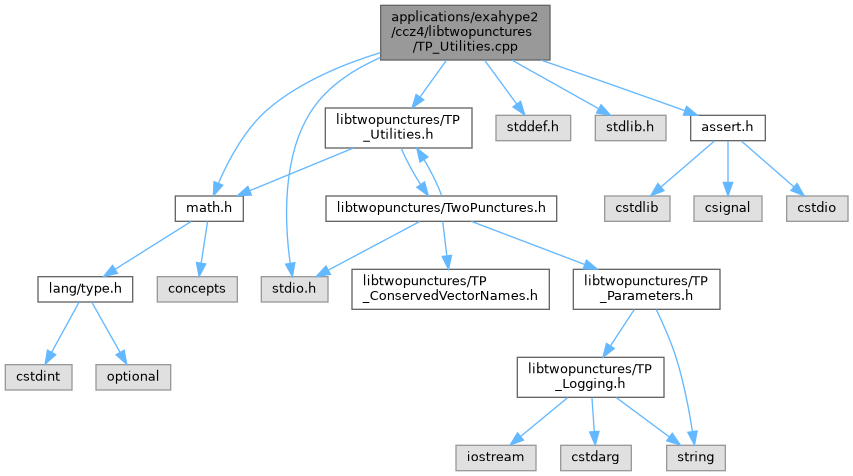 applications/exahype2
/ccz4/libtwopunctures
/TP_Utilities.cpp
libtwopunctures/TP
_Utilities.h
stddef.h
stdlib.h
assert.h
math.h
libtwopunctures/TwoPunctures.h
cstdlib
csignal
cstdio
lang/type.h
concepts
stdio.h
libtwopunctures/TP
_ConservedVectorNames.h
libtwopunctures/TP
_Parameters.h
cstdint
optional
libtwopunctures/TP
_Logging.h
iostream
cstdarg
string